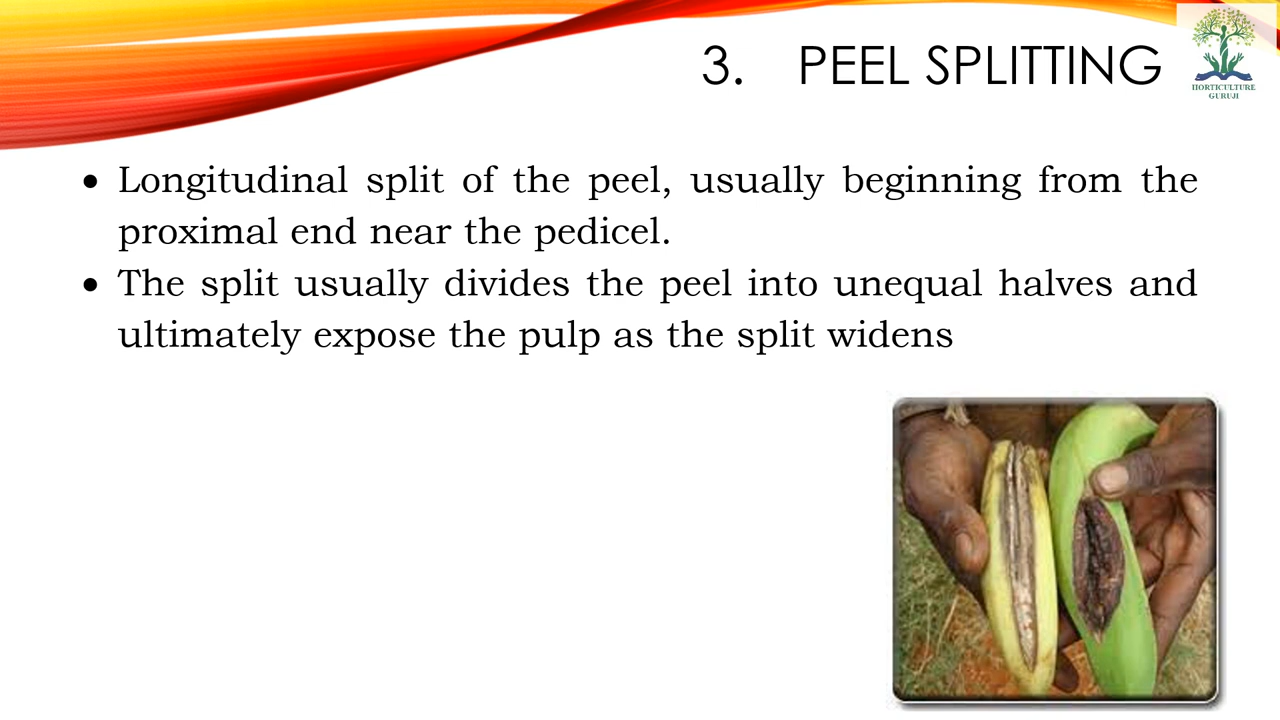 3. PEEL SPLITTING
HORTICULTURE
GURUJI
• Longitudinal split of the peel, usually beginning from the
proximal end near the pedicel.
• The split usually divides the peel into unequal halves and
ultimately expose the pulp as the split widens